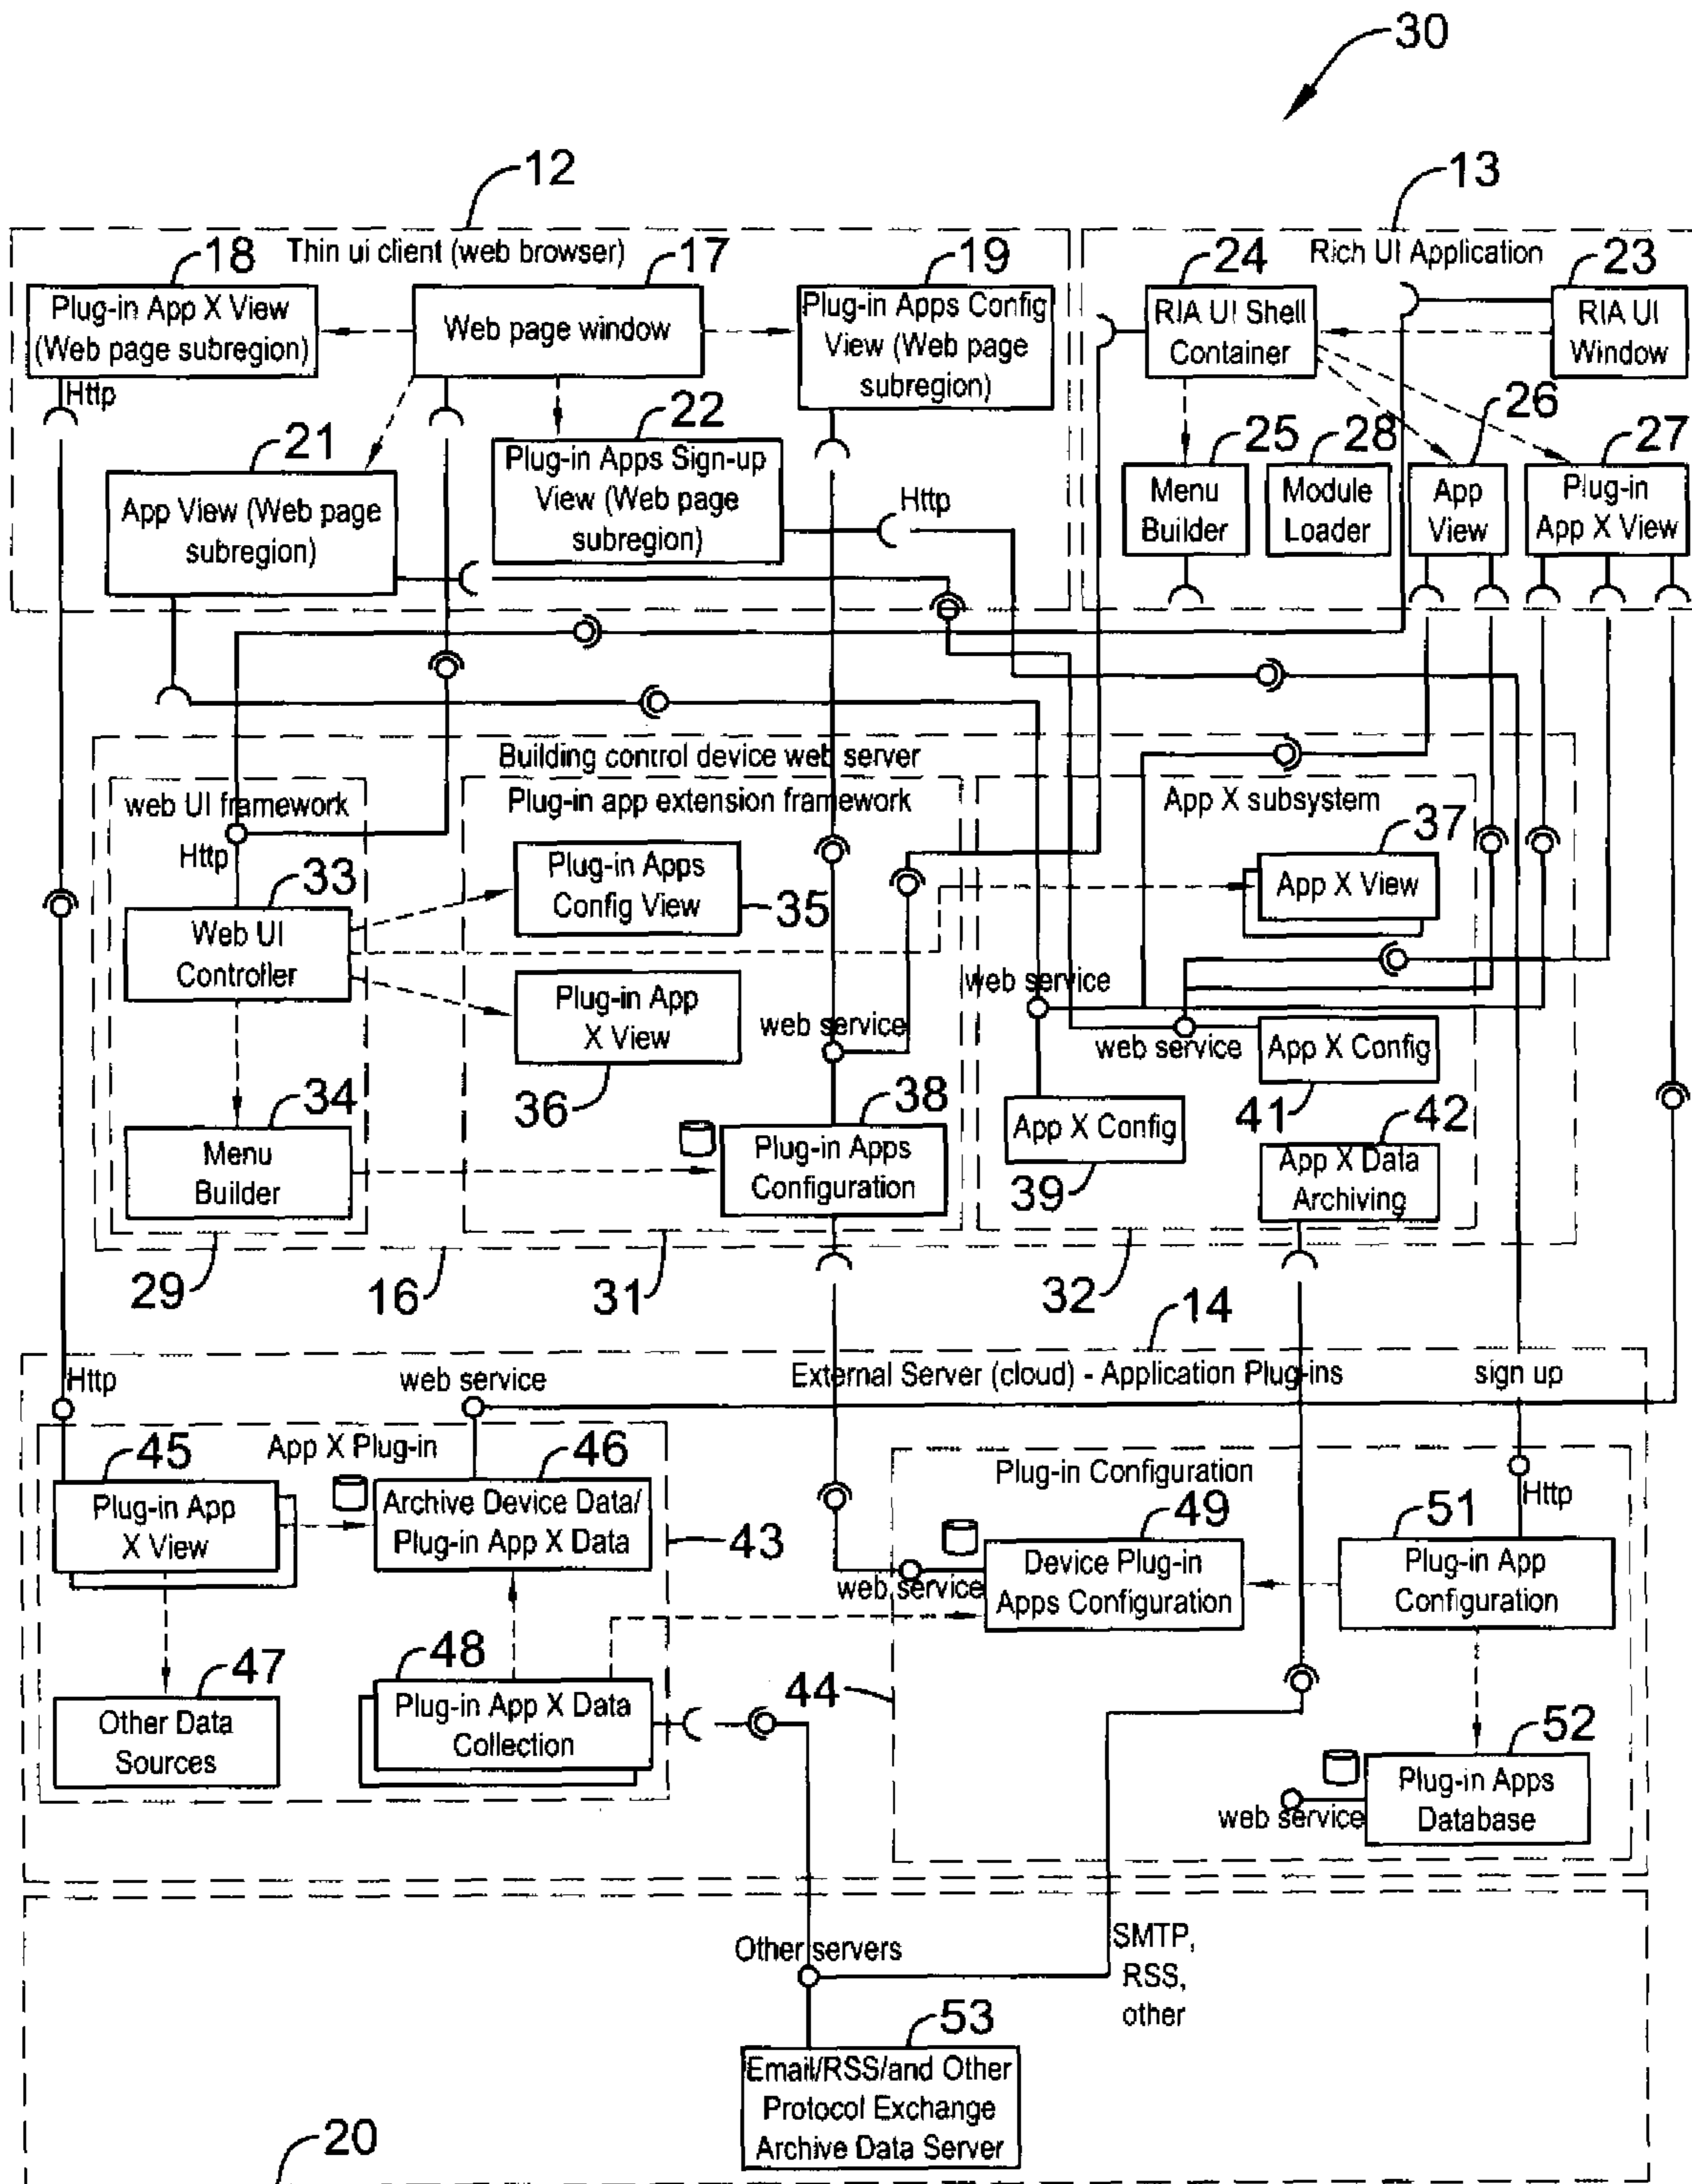 30
12
13
Thin ui client (web browser)
Rich UI Application
18
17
19
24
23
Plug-in App X View
(Web page subregion)
Web page window
Plug-in Apps Config
View (Web page
subregion)
RIA UI Shell
Container
RIA UI
Window
Http
21
22
25
28
26
27
App View (Web page
subregion)
Plug-in Apps Sign-up
View (Web page
subregion)
Http
Menu
Builder
Module
Loader
App
View
Plug-in
App X View
Building control device web server
web UI framework
Plug-in app extension framework
App X subsystem
Http
33
37
Plug-in Apps
Config View
35
App X View
Web UI
Controller
Plug-in App
X View
36
web service
web service
web service
App X Config
41
34
38
42
Menu
Builder
Plug-in Apps
Configuration
App X Config
39
App X Data
Archiving
29
16
31
32
14
Http
web service
External Server (cloud) - Application Plug-ins
sign up
45
App X Plug-in
46
Plug-in Configuration
Plug-in App
X View
Archive Device Data/
Plug-in App X Data
43
49
Http
51
web service
Device Plug-in
Apps Configuration
Plug-in App
Configuration
47
48
44
Other Data
Sources
Plug-in App X Data
Collection
52
web service
Plug-in Apps
Database
Other servers
SMTP,
RSS,
other
53
Email/RSS/and Other
Protocol Exchange
Archive Data Server
20